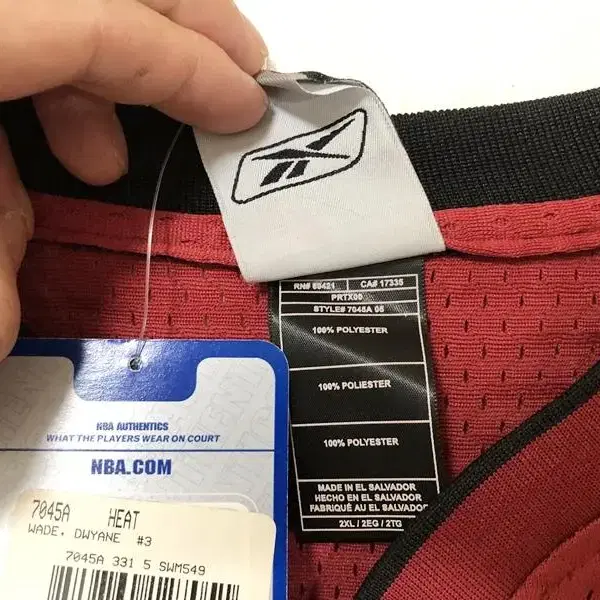 RN# 88421 CA# 17335
PRTX00
STYLE# 7045A 05
100% POLYESTER
100% POLIESTER
100% POLYESTER
MADE IN EL SALVADOR
HECHO EN EL SALVADOR
FABRIQUÉ AU EL SALVADOR
2XL / 2EG / 2TG
NBA AUTHENTICS
WHAT THE PLAYERS WEAR ON COURT
NBA.COM
7045A HEAT
WADE, DWYANE #3
7045A 331 5 SWM549